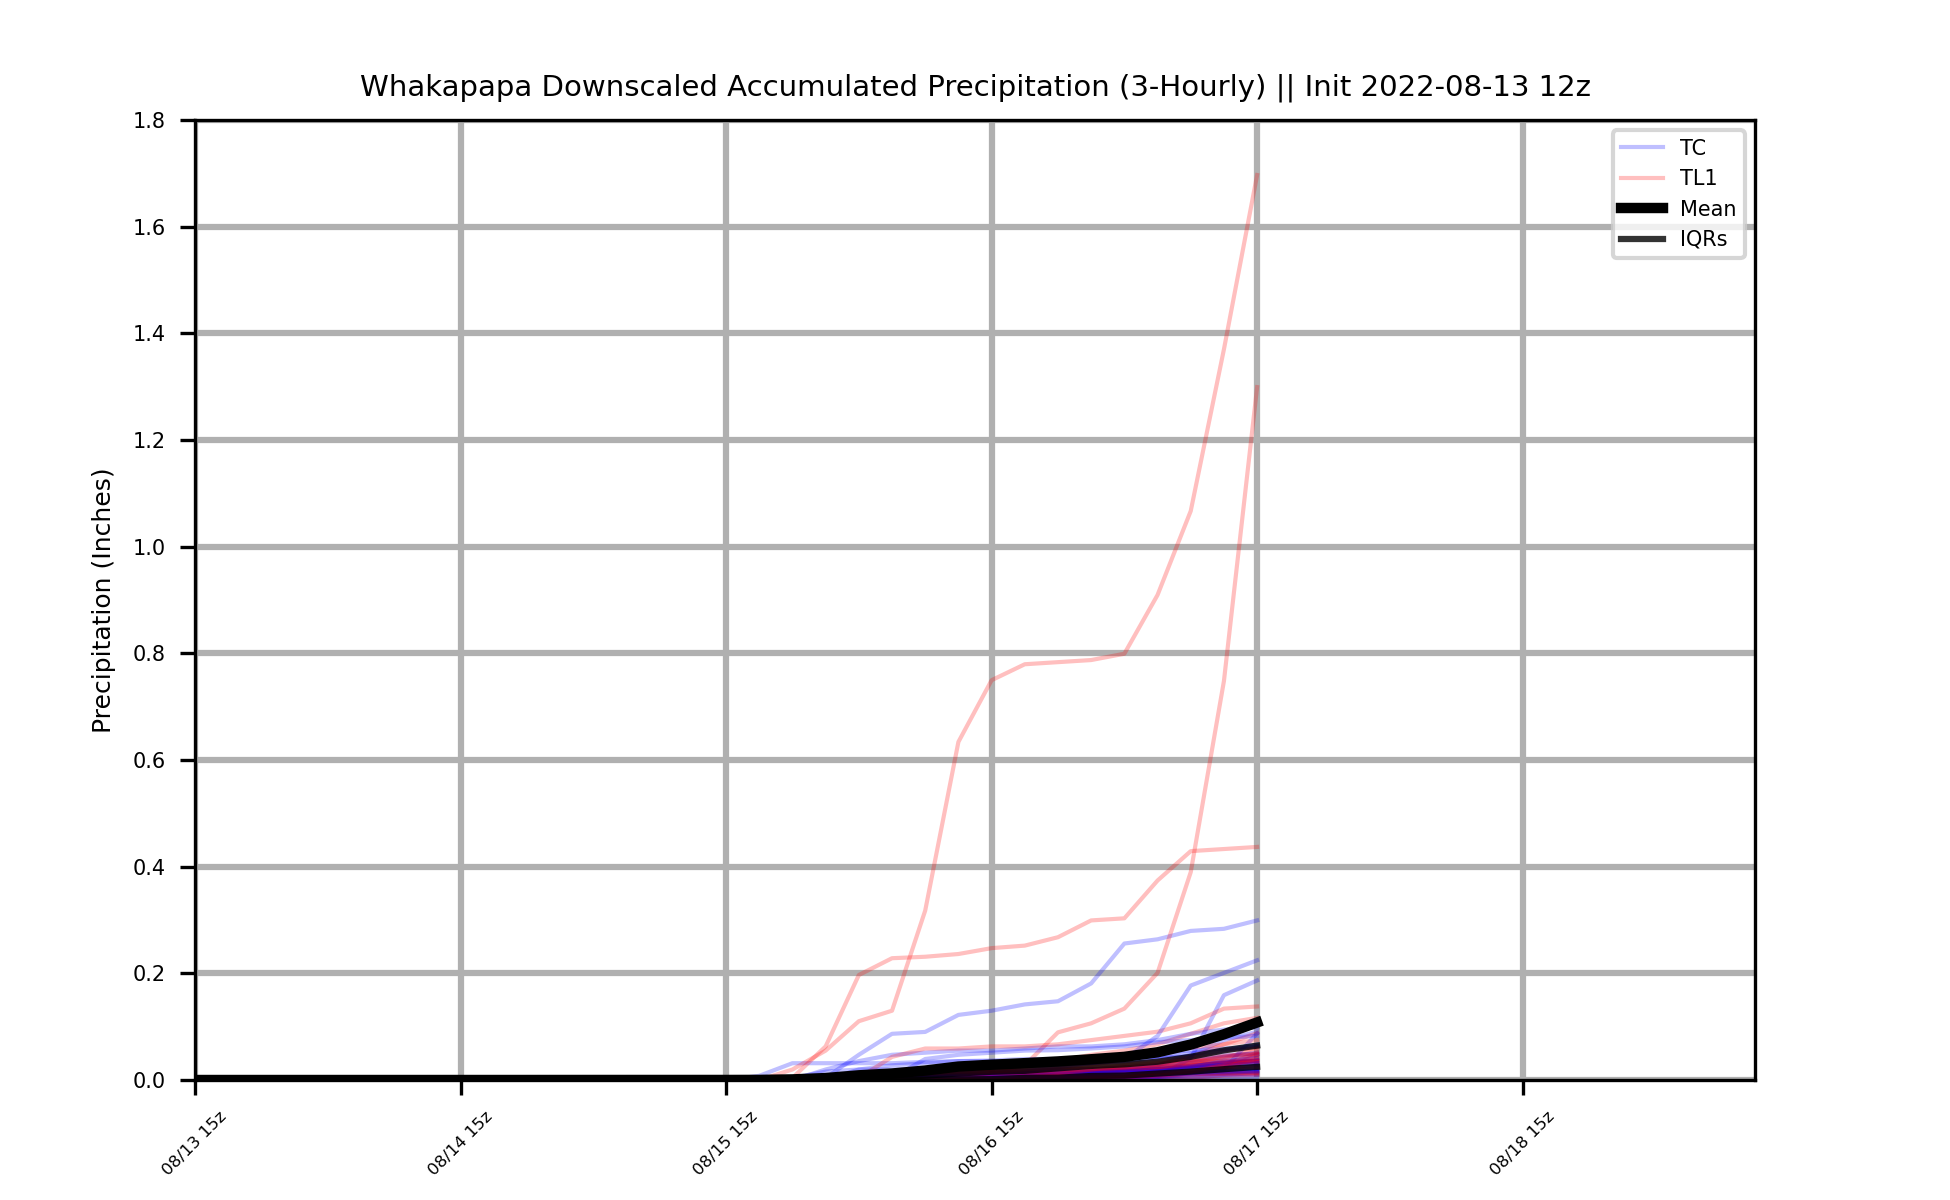 Whakapapa Downscaled Accumulated Precipitation (3-Hourly) || Init 2022-08-13 12z
Precipitation (Inches)
1.8
1.6
1.4
1.2
1.0
0.8
0.6
0.4
0.2
0.0
TC
TL1
Mean
IQRs
08/13 15z
08/14 15z
08/15 15z
08/16 15z
08/17 15z
08/18 15z